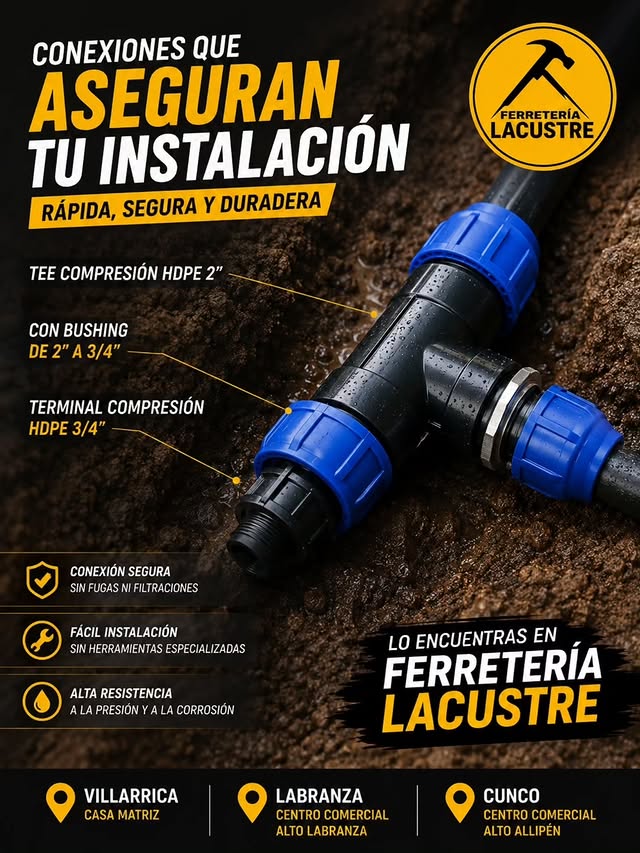 CONEXIONES QUE
ASEGURAN
TU INSTALACIÓN
RÁPIDA, SEGURA Y DURADERA
FERRETERÍA
LACUSTRE
TEE COMPRESIÓN HDPE 2"
CON BUSHING
DE 2" A 3/4"
TERMINAL COMPRESIÓN
HDPE 3/4"
CONEXIÓN SEGURA
SIN FUGAS NI FILTRACIONES
FÁCIL INSTALACIÓN
SIN HERRAMIENTAS ESPECIALIZADAS
ALTA RESISTENCIA
A LA PRESIÓN Y A LA CORROSIÓN
LO ENCUENTRAS EN
FERRETERÍA
LACUSTRE
VILLARRICA
CASA MATRIZ
LABRANZA
CENTRO COMERCIAL
ALTO LABRANZA
CUNCO
CENTRO COMERCIAL
ALTO ALLIPÉN